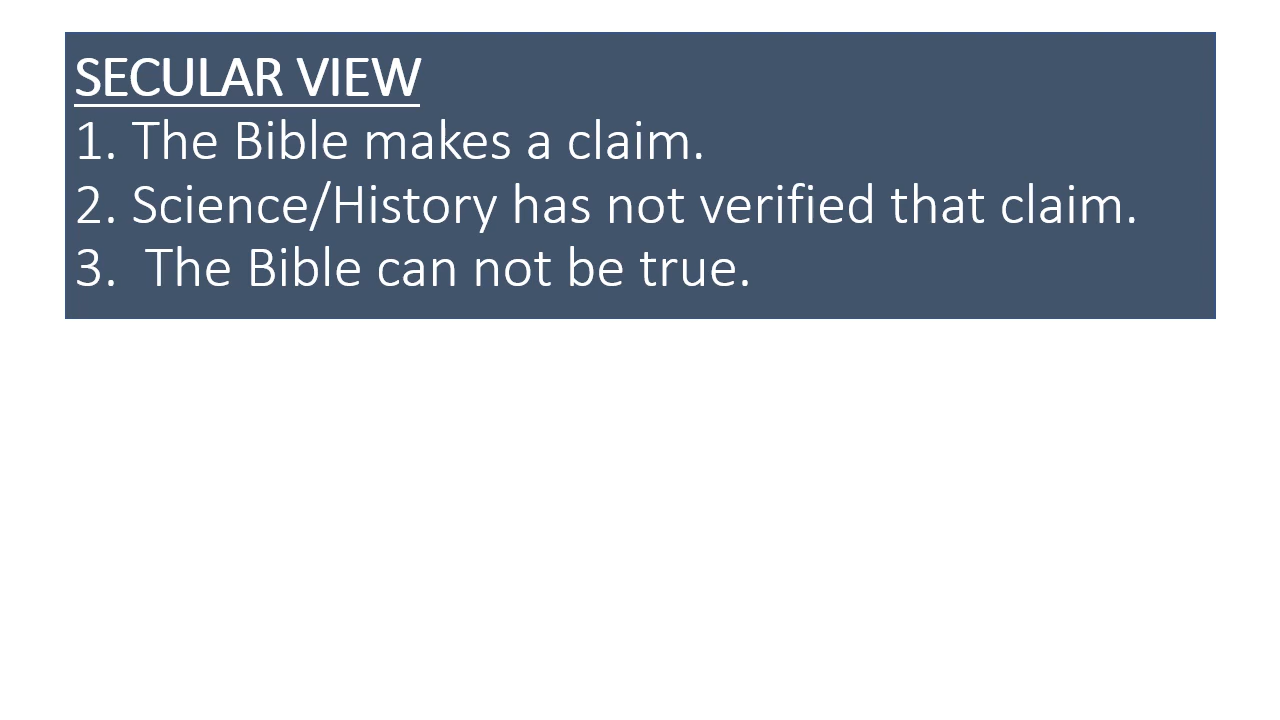 SECULAR VIEW
1. The Bible makes a claim.
2. Science/History has not verified that claim.
3.  The Bible can not be true.